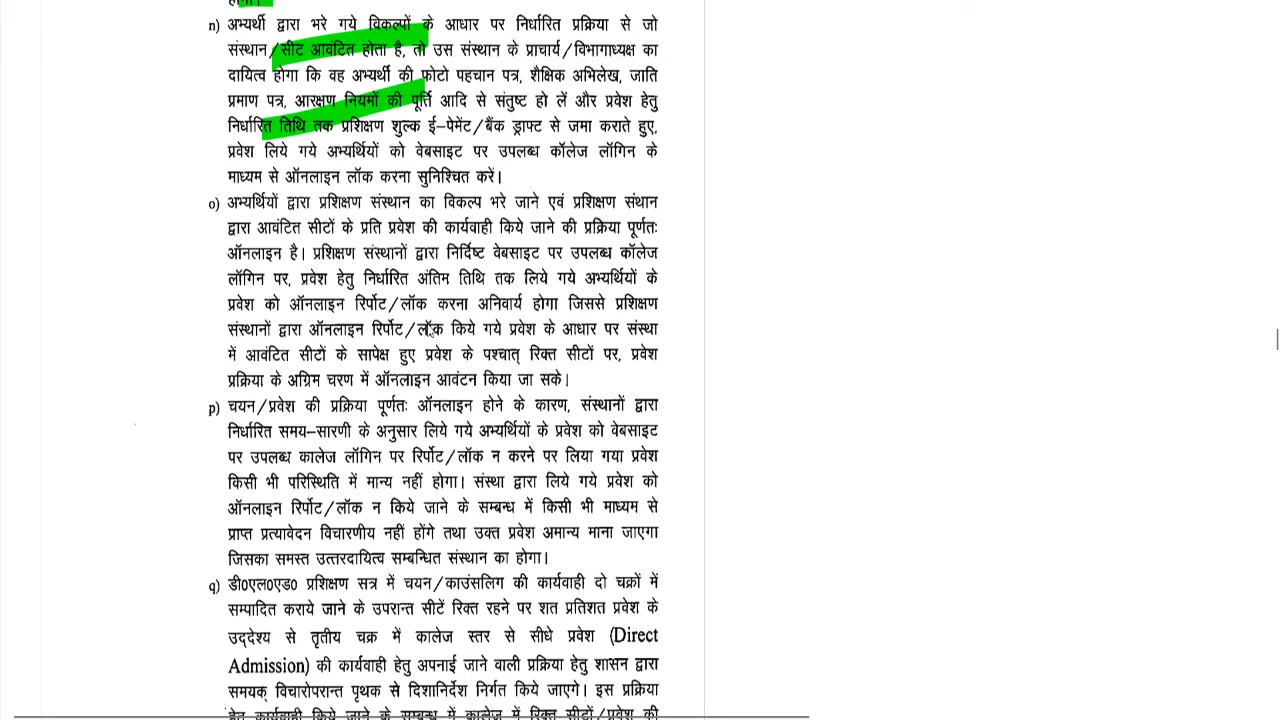 होगा।
n) अभ्यर्थी द्वारा भरे गये विकल्पों के आधार पर निर्धारित प्रक्रिया से जो
संस्थान/सीट आवंटित होता है, तो उस संस्थान के प्राचार्य/विभागाध्यक्ष का
दायित्व होगा कि वह अभ्यर्थी की फोटो पहचान पत्र, शैक्षिक अभिलेख, जाति
प्रमाण पत्र, आरक्षण नियमों की पूर्ति आदि से संतुष्ट हो लें और प्रवेश हेतु
निर्धारित तिथि तक प्रशिक्षण शुल्क ई–पेमेंट/बैंक ड्राफ्ट से जमा कराते हुए,
प्रवेश लिये गये अभ्यर्थियों को वेबसाइट पर उपलब्ध कॉलेज लॉगिन के
माध्यम से ऑनलाइन लॉक करना सुनिश्चित करें।
o) अभ्यर्थियों द्वारा प्रशिक्षण संस्थान का विकल्प भरे जाने एवं प्रशिक्षण संथान
द्वारा आवंटित सीटों के प्रति प्रवेश की कार्यवाही किये जाने की प्रक्रिया पूर्णतः
ऑनलाइन है। प्रशिक्षण संस्थानों द्वारा निर्दिष्ट वेबसाइट पर उपलब्ध कॉलेज
लॉगिन पर, प्रवेश हेतु निर्धारित अंतिम तिथि तक लिये गये अभ्यर्थियों के
प्रवेश को ऑनलाइन रिर्पोट/लॉक करना अनिवार्य होगा जिससे प्रशिक्षण
संस्थानों द्वारा ऑनलाइन रिर्पोट/लॉक किये गये प्रवेश के आधार पर संस्था
में आवंटित सीटों के सापेक्ष हुए प्रवेश के पश्चात् रिक्त सीटों पर, प्रवेश
प्रक्रिया के अग्रिम चरण में ऑनलाइन आवंटन किया जा सके।
p) चयन/प्रवेश की प्रक्रिया पूर्णतः ऑनलाइन होने के कारण, संस्थानों द्वारा
निर्धारित समय–सारणी के अनुसार लिये गये अभ्यर्थियों के प्रवेश को वेबसाइट
पर उपलब्ध कालेज लॉगिन पर रिर्पोट/लॉक न करने पर लिया गया प्रवेश
किसी भी परिस्थिति में मान्य नहीं होगा। संस्था द्वारा लिये गये प्रवेश को
ऑनलाइन रिर्पोट/लॉक न किये जाने के सम्बन्ध में किसी भी माध्यम से
प्राप्त प्रत्यावेदन विचारणीय नहीं होंगे तथा उक्त प्रवेश अमान्य माना जाएगा
जिसका समस्त उत्तरदायित्व सम्बन्धित संस्थान का होगा।
q) डी०एल०एड० प्रशिक्षण सत्र में चयन/काउंसलिग की कार्यवाही दो चक्रों में
सम्पादित कराये जाने के उपरान्त सीटें रिक्त रहने पर शत प्रतिशत प्रवेश के
उद्देश्य से तृतीय चक्र में कालेज स्तर से सीधे प्रवेश (Direct
Admission) की कार्यवाही हेतु अपनाई जाने वाली प्रक्रिया हेतु शासन द्वारा
समयक् विचारोपरान्त पृथक से दिशानिर्देश निर्गत किये जाएगे। इस प्रक्रिया
हेतु कार्यवाही किये जाने के सम्बन्ध में कालेज में रिक्त सीटों/प्रवेश की